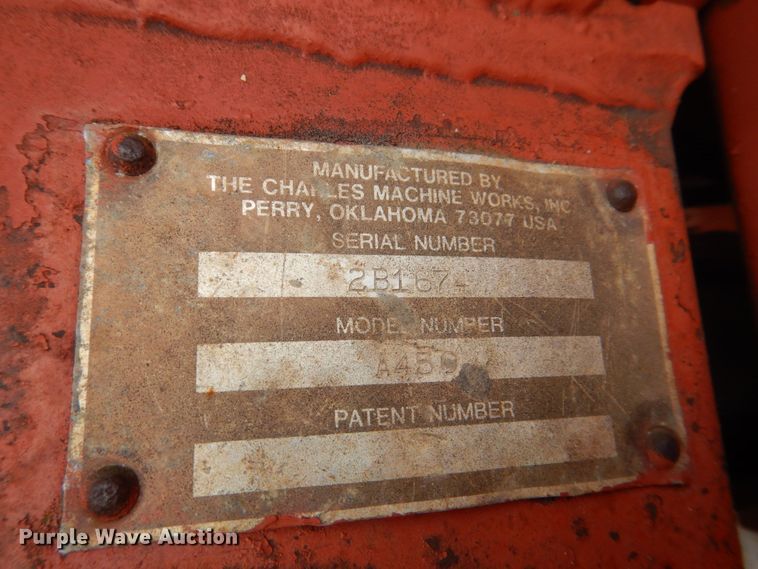 MANUFACTURED BY
THE CHARLES MACHINE WORKS, INC
PERRY, OKLAHOMA 73077 USA
SERIAL NUMBER
MODEL NUMBER
PATENT NUMBER
Purple Wave Auction